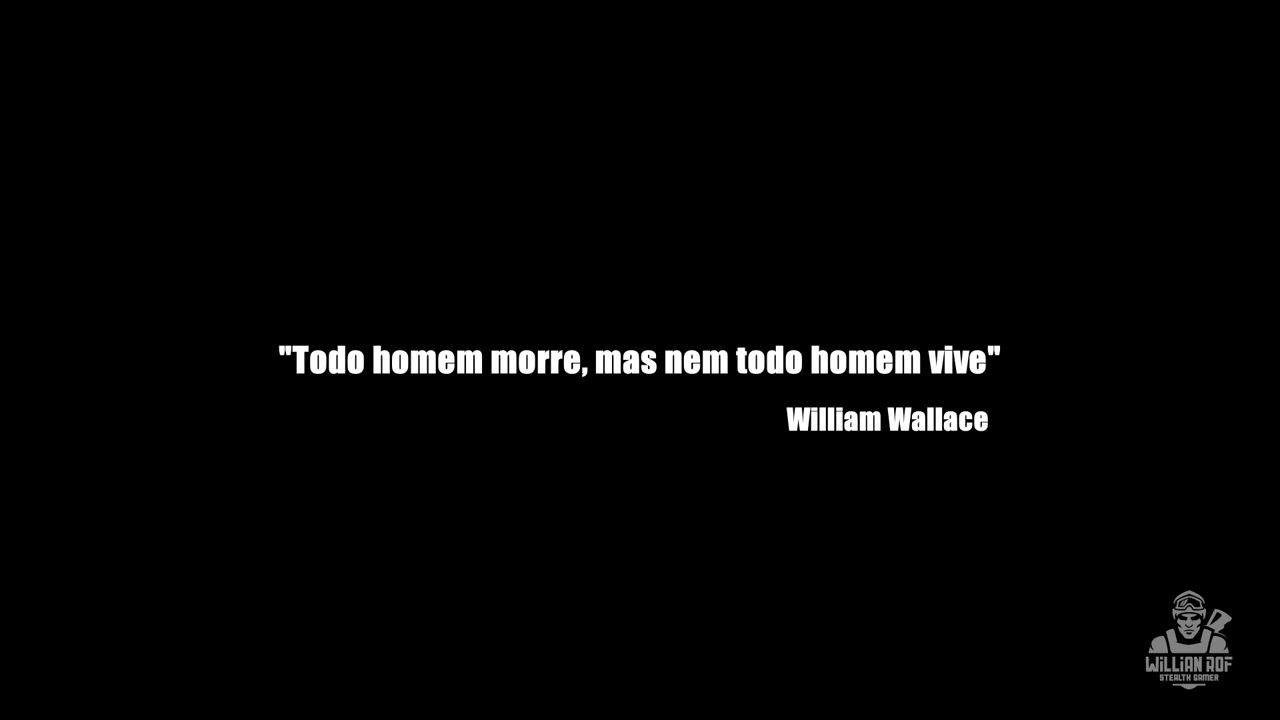 "Todo homem morre, mas nem todo homem vive"
William Wallace
WILLIAN ROF
STEALTH GAMER